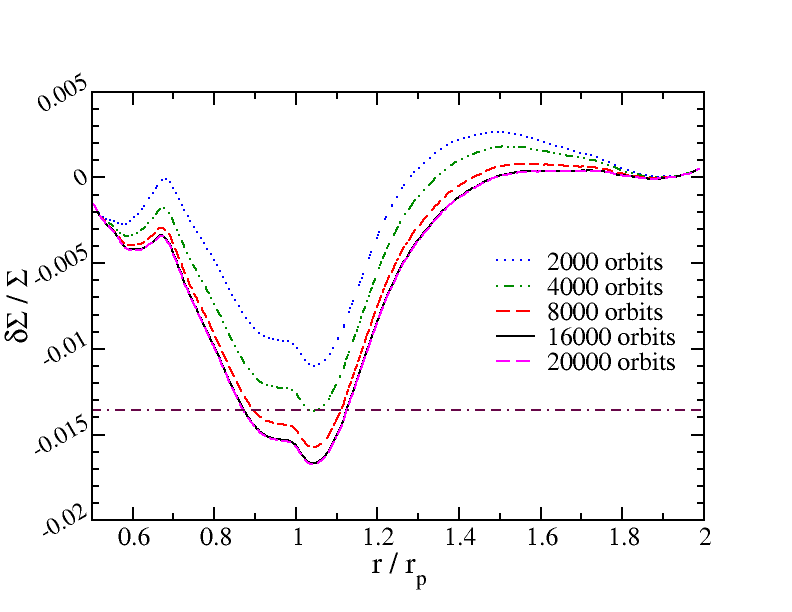 0.005
0
-0.005
-0.01
-0.015
-0.02
δΣ / Σ
2000 orbits
4000 orbits
8000 orbits
16000 orbits
20000 orbits
0.6 0.8 1 1.2 1.4 1.6 1.8 2
r / r_p